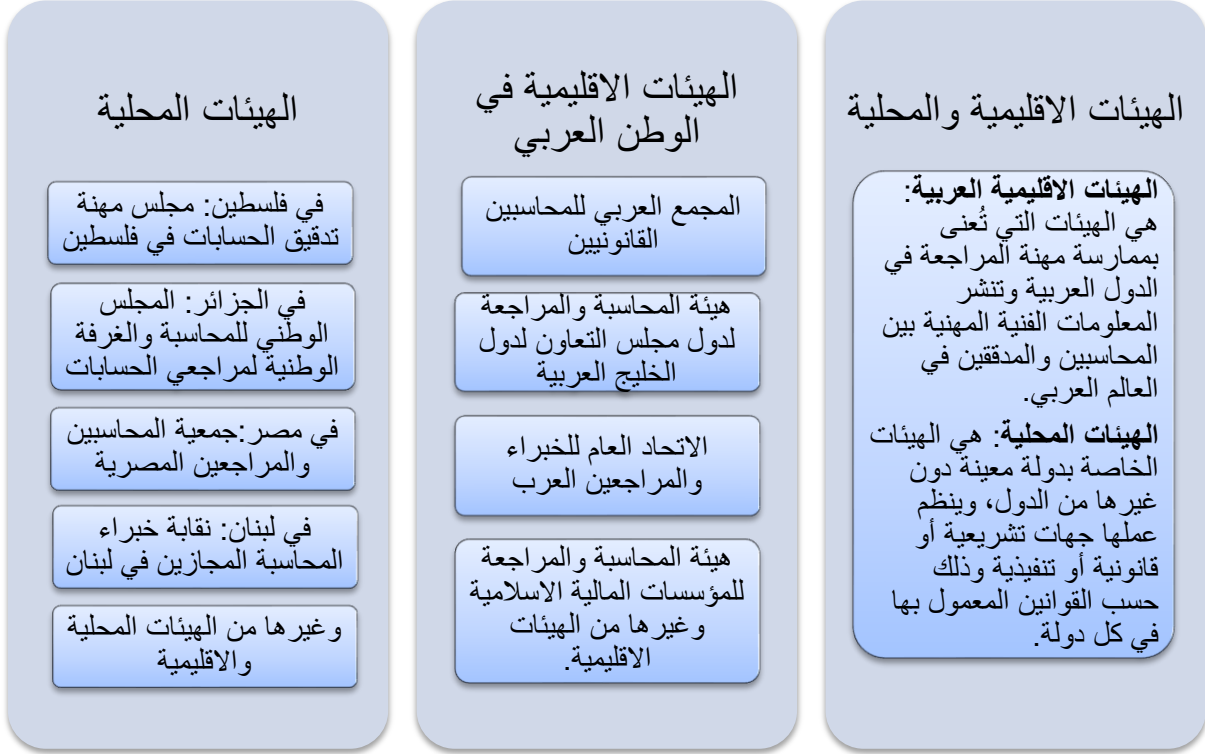 الهيئات الاقليمية والمحلية
الهيئات الاقليمية العربية:
هي الهيئات التي تُعنى
بممارسة مهنة المراجعة في
الدول العربية وتنشر
المعلومات الفنية المهنية بين
المحاسبين والمدققين في
العالم العربي.
الهيئات المحلية: هي الهيئات
الخاصة بدولة معينة دون
غيرها من الدول، وينظم
عملها جهات تشريعية أو
قانونية أو تنفيذية وذلك
حسب القوانين المعمول بها
في كل دولة.
الهيئات الاقليمية في
الوطن العربي
المجمع العربي للمحاسبين
القانونيين
هيئة المحاسبة والمراجعة
لدول مجلس التعاون لدول
الخليج العربية
الاتحاد العام للخبراء
والمراجعين العرب
هيئة المحاسبة والمراجعة
للمؤسسات المالية الاسلامية
وغيرها من الهيئات
الاقليمية.
الهيئات المحلية
في فلسطين: مجلس مهنة
تدقيق الحسابات في فلسطين
في الجزائر: المجلس
الوطني للمحاسبة والغرفة
الوطنية لمراجعي الحسابات
في مصر:جمعية المحاسبين
والمراجعين المصرية
في لبنان: نقابة خبراء
المحاسبة المجازين في لبنان
وغيرها من الهيئات المحلية
والاقليمية